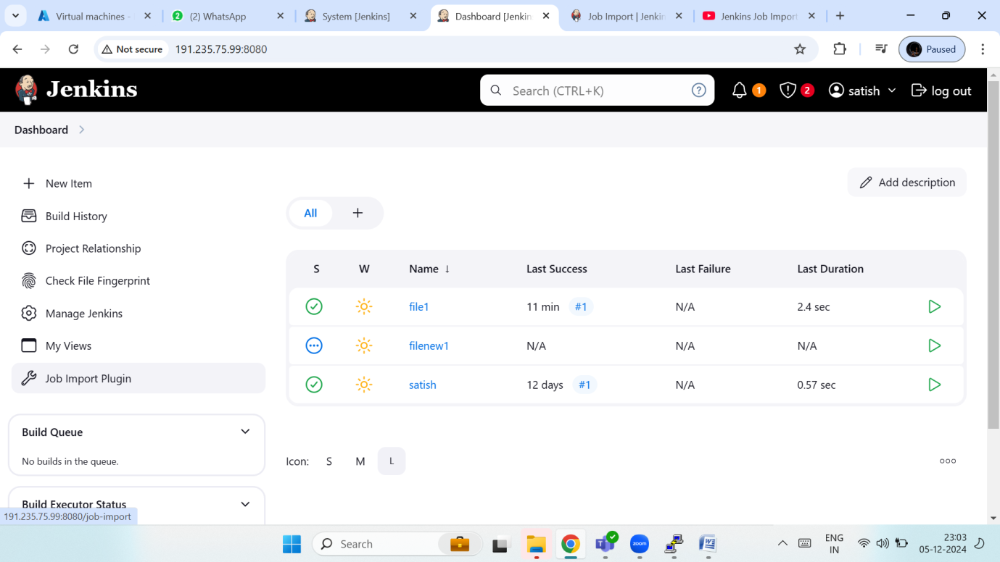 Virtual machines -
(2) WhatsApp
System [Jenkins]
Dashboard [Jenkin
Job Import | Jenkin
Jenkins Job Import
Not secure
191.235.75.99:8080
Paused
Jenkins
Search (CTRL+K)
?
1
2
satish
log out
Dashboard
New Item
Build History
Project Relationship
Check File Fingerprint
Manage Jenkins
My Views
Job Import Plugin
Add description
All
+
S W Name ↓ Last Success Last Failure Last Duration
file1 11 min #1 N/A 2.4 sec
filenew1 N/A N/A N/A
satish 12 days #1 N/A 0.57 sec
Build Queue
No builds in the queue.
Icon: S M L
Build Executor Status
191.235.75.99:8080/job-import
Search
zoom
ENG
IN
23:03
05-12-2024